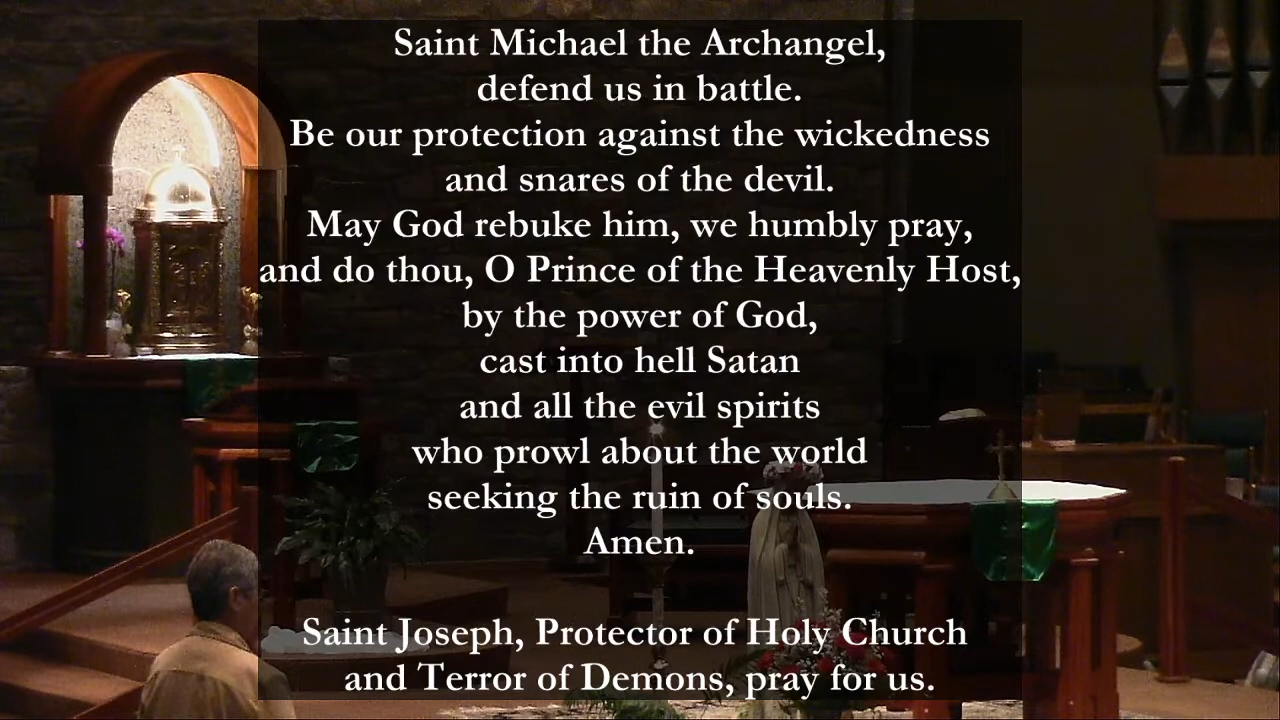 Saint Michael the Archangel,
defend us in battle.
Be our protection against the wickedness
and snares of the devil.
May God rebuke him, we humbly pray,
and do thou, O Prince of the Heavenly Host,
by the power of God,
cast into hell Satan
and all the evil spirits
who prowl about the world
seeking the ruin of souls.
Amen.
Saint Joseph, Protector of Holy Church
and Terror of Demons, pray for us.